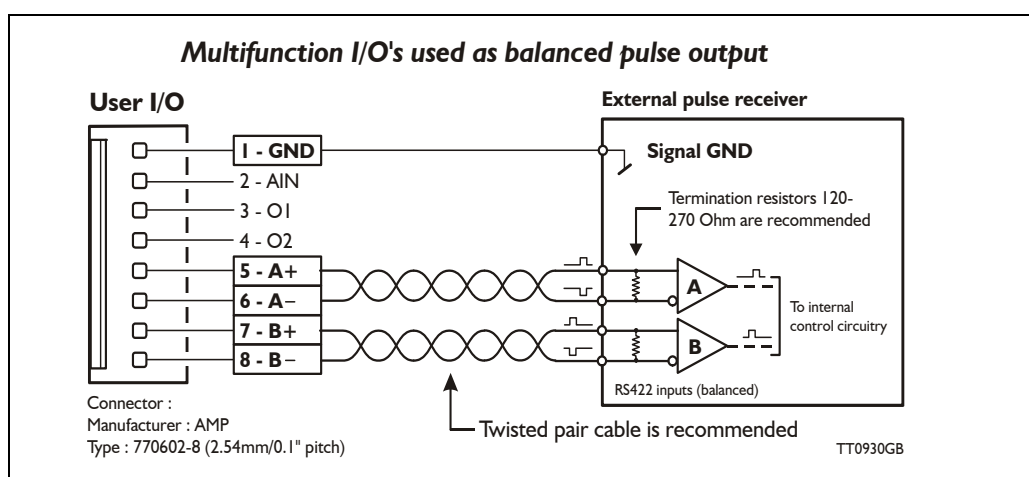 Multifunction I/O's used as balanced pulse output
User I/O
1 - GND
2 - AIN
3 - O1
4 - O2
5 - A+
6 - A−
7 - B+
8 - B−
Connector :
Manufacturer : AMP
Type : 770602-8 (2.54mm/0.1" pitch)
External pulse receiver
Signal GND
Termination resistors 120-
270 Ohm are recommended
A
B
To internal
control circuitry
RS422 inputs (balanced)
Twisted pair cable is recommended
TT0930GB